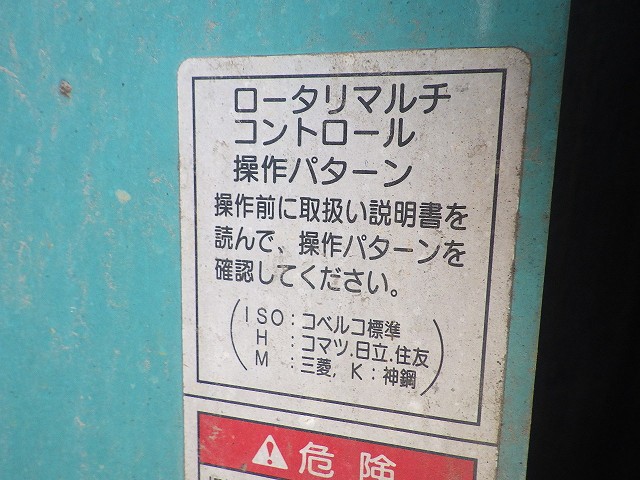 ロータリマルチ
コントロール
操作パターン
操作前に取扱い説明書を
読んで、操作パターンを
確認してください。
(ISO:コベルコ標準
H:コマツ.日立.住友
M:三菱, K:神鋼)
危険